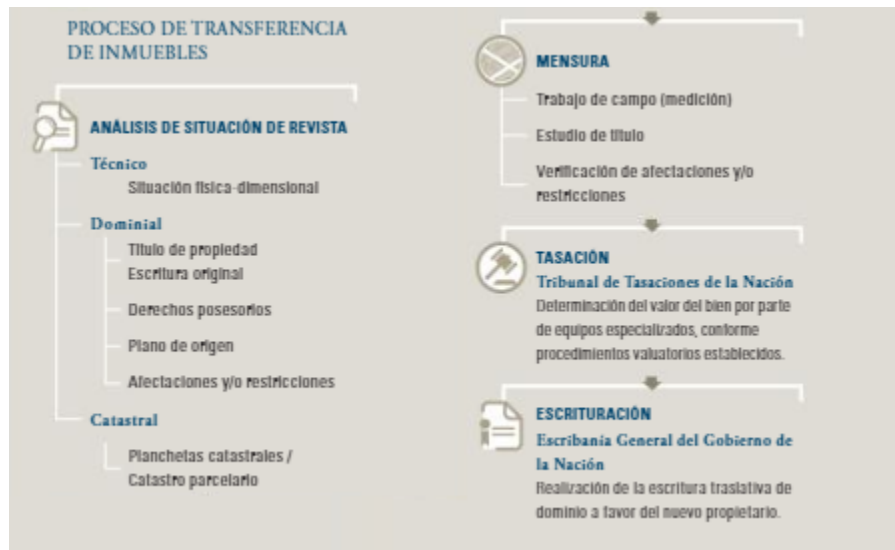 PROCESO DE TRANSFERENCIA
DE INMUEBLES
ANÁLISIS DE SITUACIÓN DE REVISTA
Técnico
Situación física-dimensional
Dominial
Título de propiedad
Escritura original
Derechos posesorios
Plano de origen
Afectaciones y/o restricciones
Catastral
Planchetas catastrales /
Catastro parcelario
MENSURA
Trabajo de campo (medición)
Estudio de título
Verificación de afectaciones y/o
restricciones
TASACIÓN
Tribunal de Tasaciones de la Nación
Determinación del valor del bien por parte
de equipos especializados, conforme
procedimientos valuatorios establecidos.
ESCRITURACIÓN
Escribanía General del Gobierno de
la Nación
Realización de la escritura traslativa de
dominio a favor del nuevo propietario.